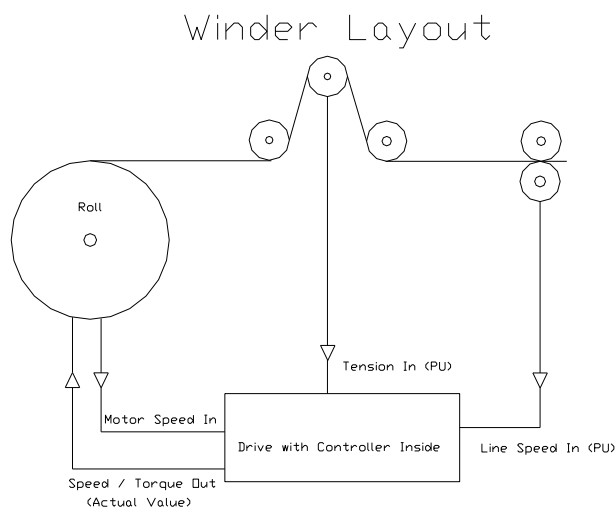 Winder Layout
Roll
Tension In (PU)
Motor Speed In
Drive with Controller Inside
Line Speed In (PU)
Speed / Torque Out
(Actual Value)